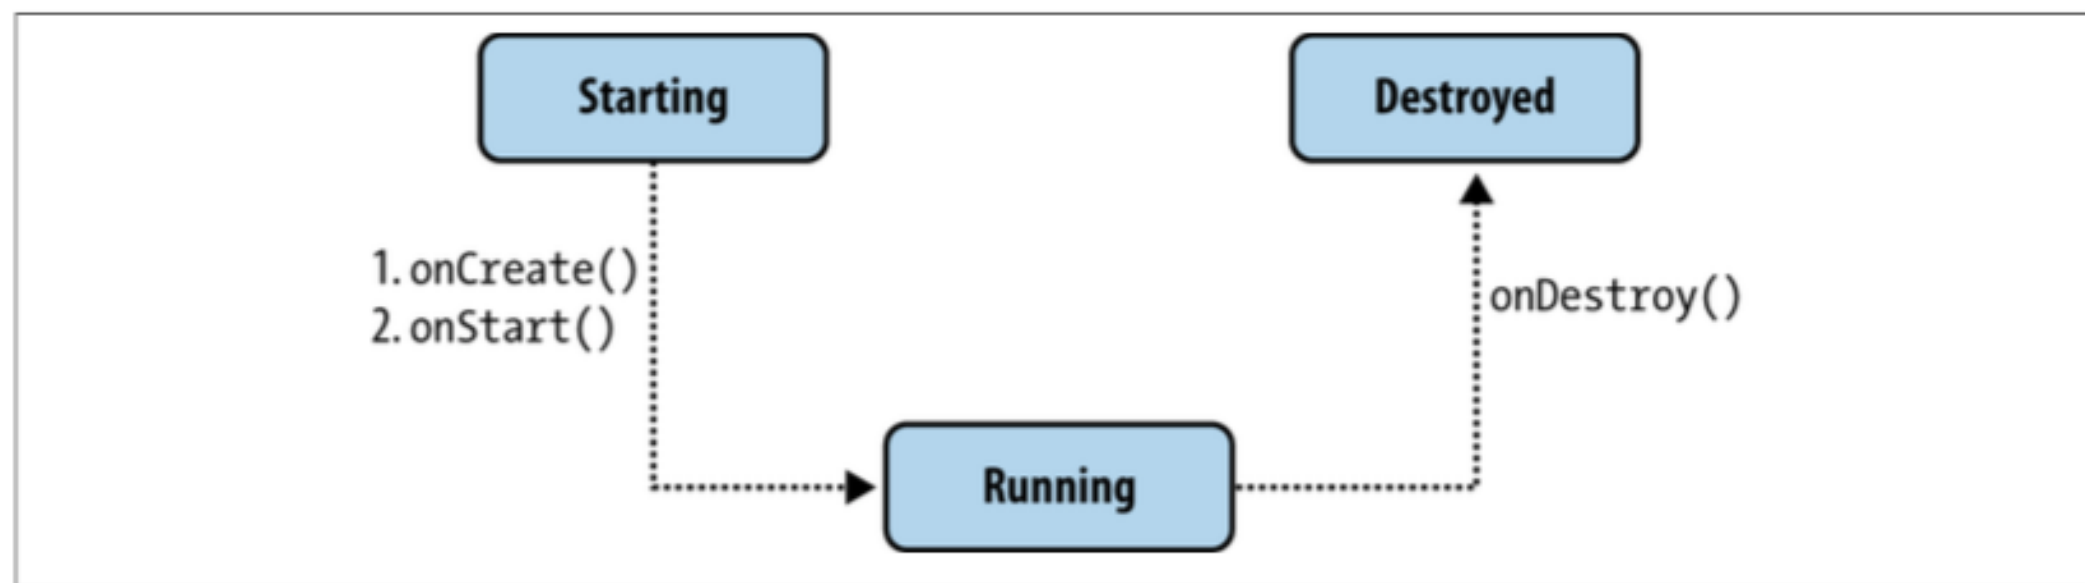 Starting
Destroyed
1. onCreate()
2. onStart()
onDestroy()
Running